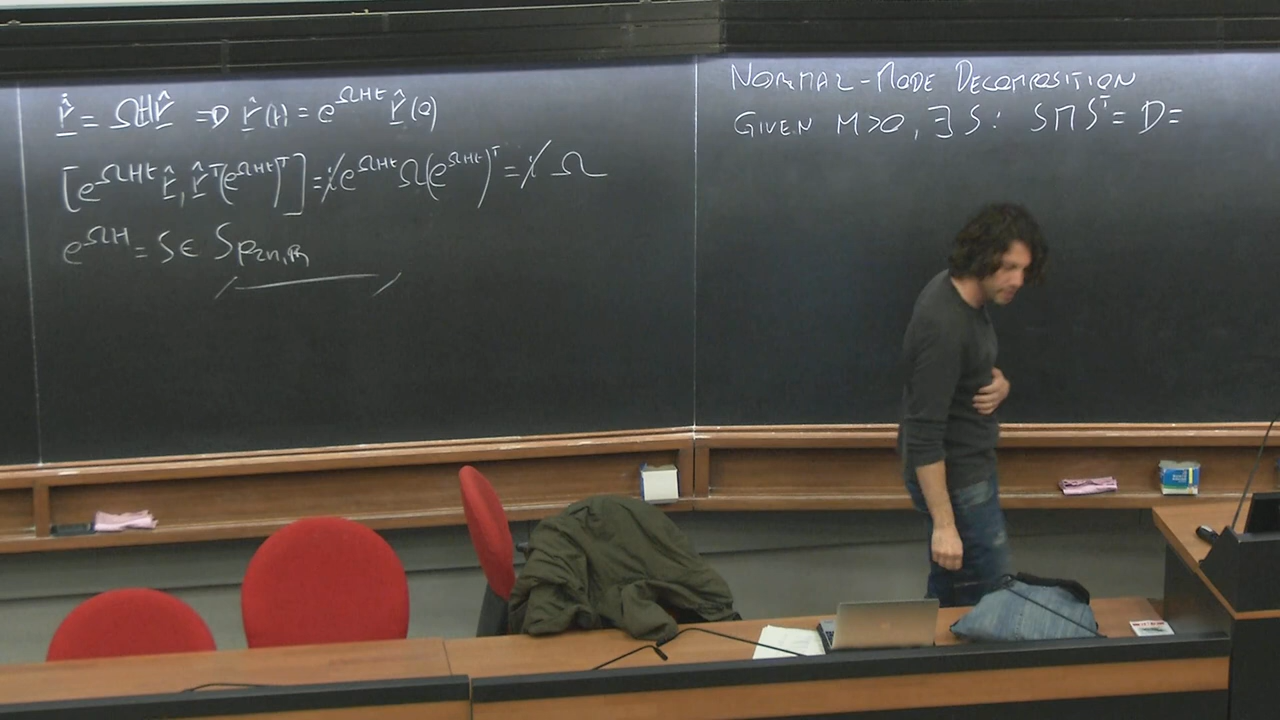 ṙ̂ = ΩHr̂ ⇒ r̂(t) = e^{ΩHt} r̂(0)
[e^{ΩHt} r̂, r̂^T(e^{ΩHt})^T] = i e^{ΩHt} Ω(e^{ΩHt})^T = i Ω
e^{ΩH} = S ∈ Sp_{2n,ℝ}
NORMAL-MODE DECOMPOSITION
GIVEN M>0, ∃ S : S M S^T = D =